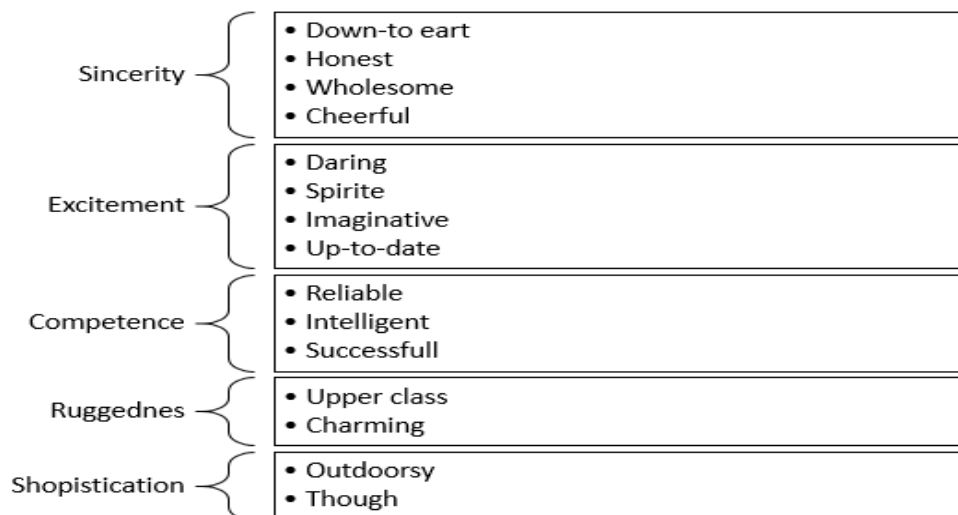 Sincerity
• Down-to eart
• Honest
• Wholesome
• Cheerful
Excitement
• Daring
• Spirite
• Imaginative
• Up-to-date
Competence
• Reliable
• Intelligent
• Successfull
Ruggednes
• Upper class
• Charming
Shopistication
• Outdoorsy
• Though